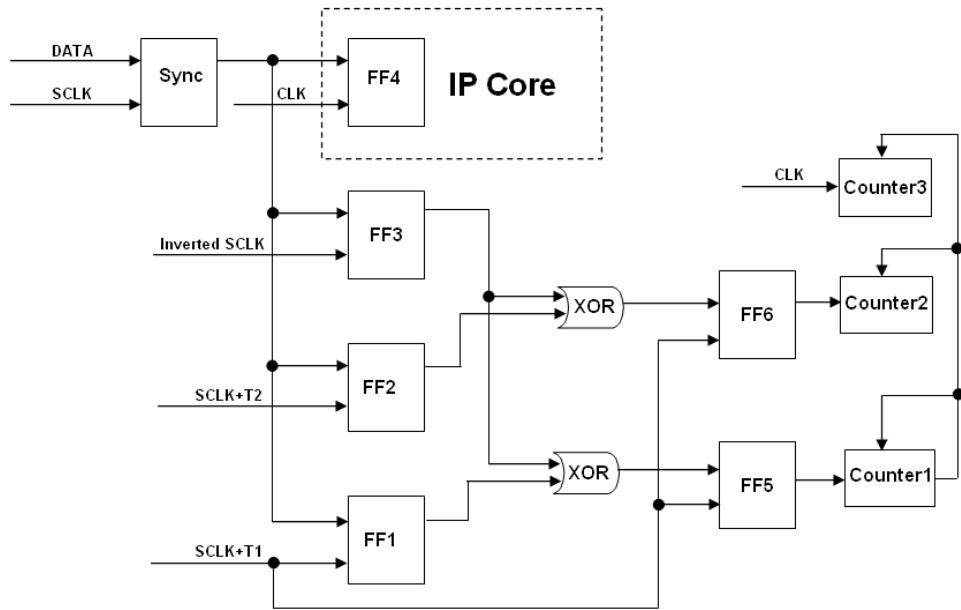 DATA
Sync
SCLK
CLK
FF4
IP Core
CLK
Counter3
FF3
Inverted SCLK
XOR
FF6
Counter2
FF2
SCLK+T2
XOR
FF5
Counter1
FF1
SCLK+T1